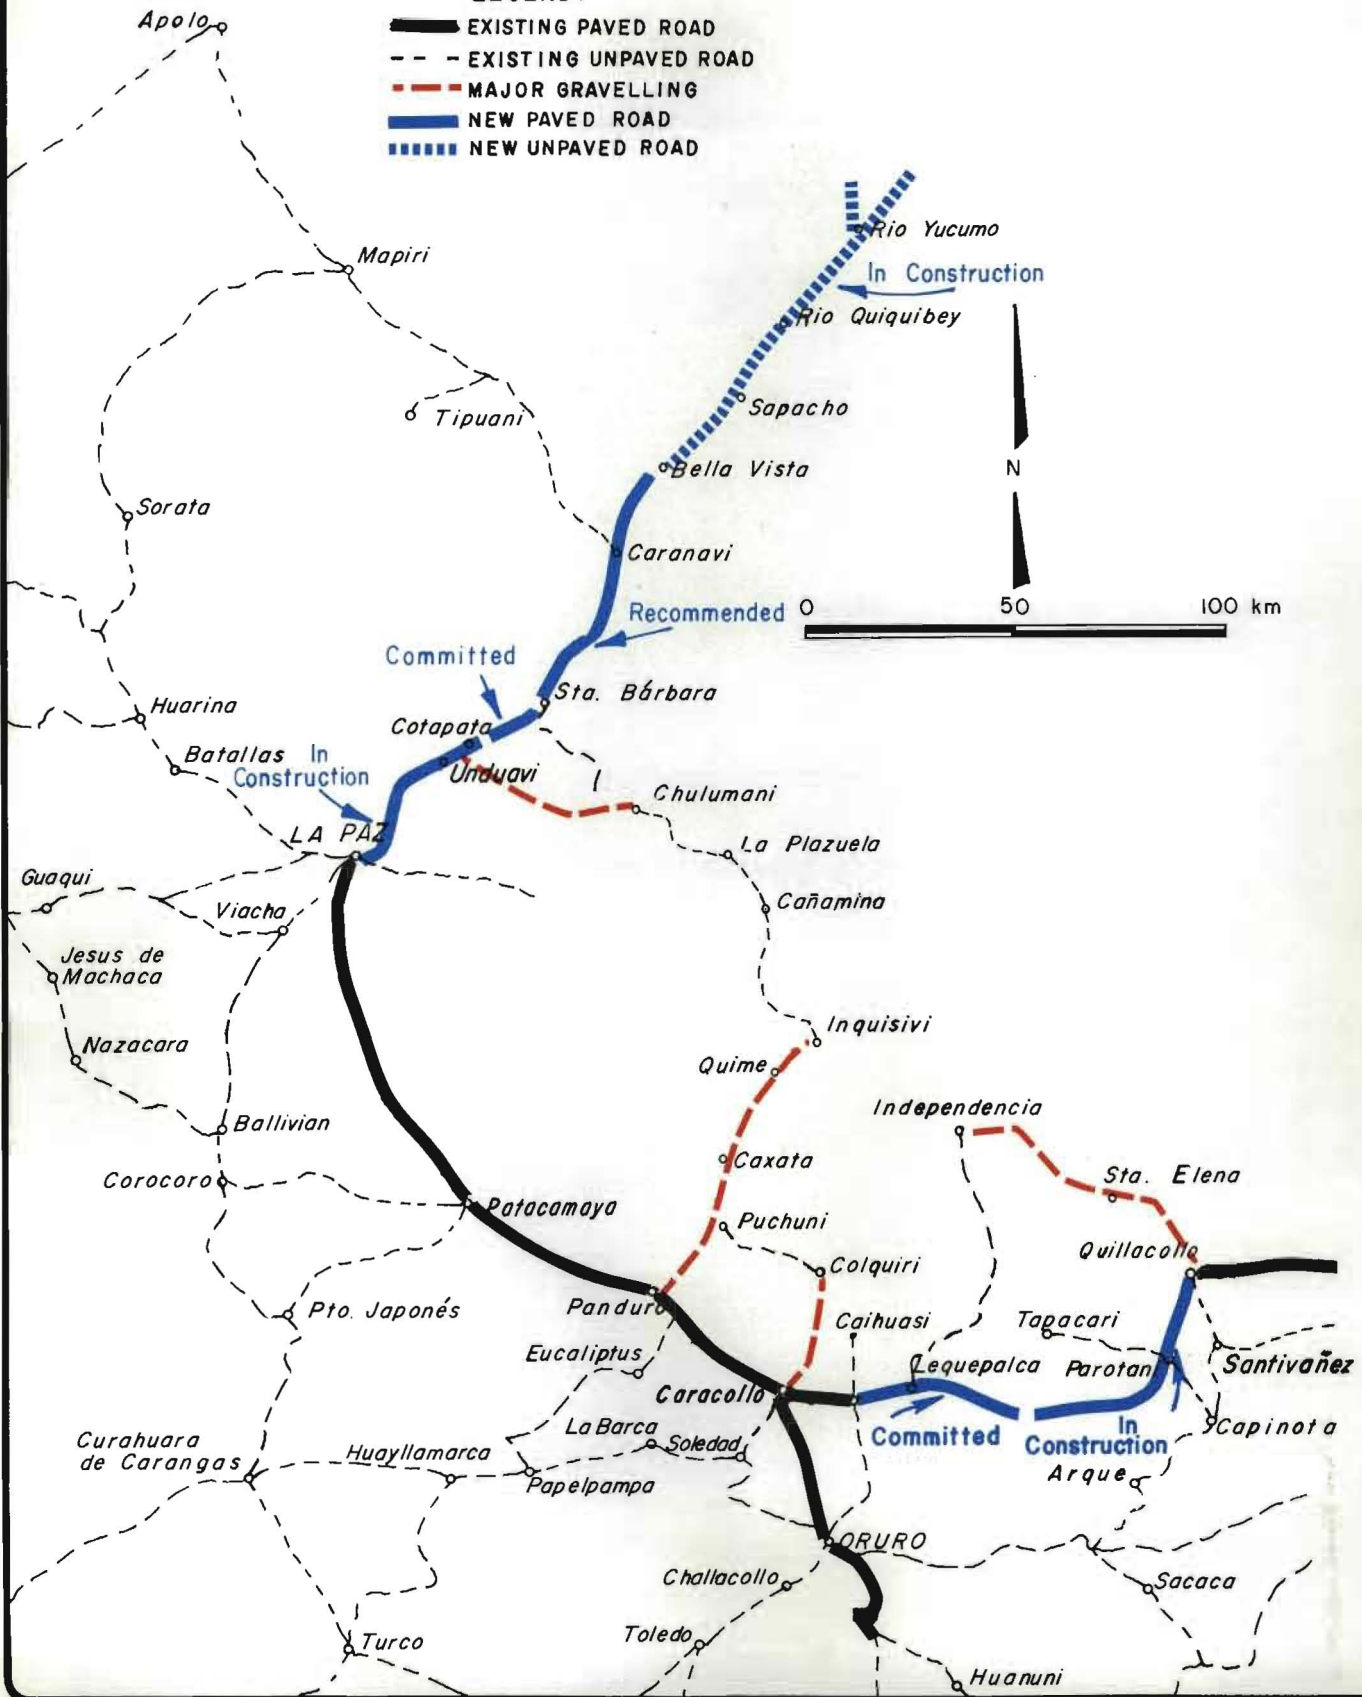 Apolo
EXISTING PAVED ROAD
EXISTING UNPAVED ROAD
MAJOR GRAVELLING
NEW PAVED ROAD
NEW UNPAVED ROAD
Rio Yucumo
In Construction
Mapiri
Rio Quiquibey
Tipuani
Sapacho
Bella Vista
N
Sorata
Caranavi
Recommended
0 50 100 km
Committed
Sta. Bárbara
Huarina
Cotapata
Batallas
In
Construction
Unduavi
Chulumani
LA PAZ
La Plazuela
Guaqui
Viacha
Cañamina
Jesus de
Machaca
Inquisivi
Nazacara
Quime
Independencia
Ballivian
Caxata
Corocoro
Sta. Elena
Patacamaya
Puchuni
Quillacollo
Colquiri
Panduro
Pto. Japonés
Caihuasi
Tapacari
Eucaliptus
Lequepalca
Parotani
Santivañez
Caracollo
La Barca
Soledad
Committed
In
Construction
Capinota
Curahuara
de Carangas
Huayllamarca
Papelpampa
Arque
ORURO
Challacollo
Sacaca
Toledo
Turco
Huanuni